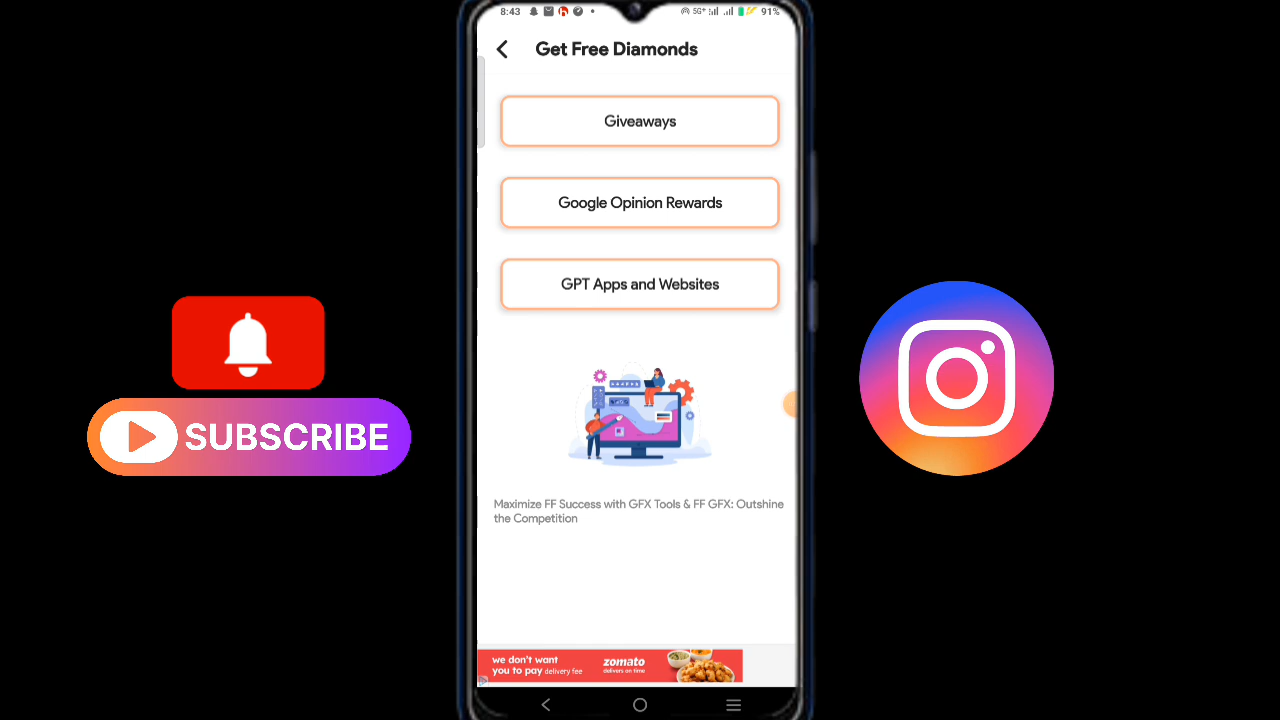 8:43
5G+
91%
Get Free Diamonds
Giveaways
Google Opinion Rewards
GPT Apps and Websites
SUBSCRIBE
Maximize FF Success with GFX Tools & FF GFX: Outshine
the Competition
we don't want
you to pay delivery fee
zomato
delivers on time